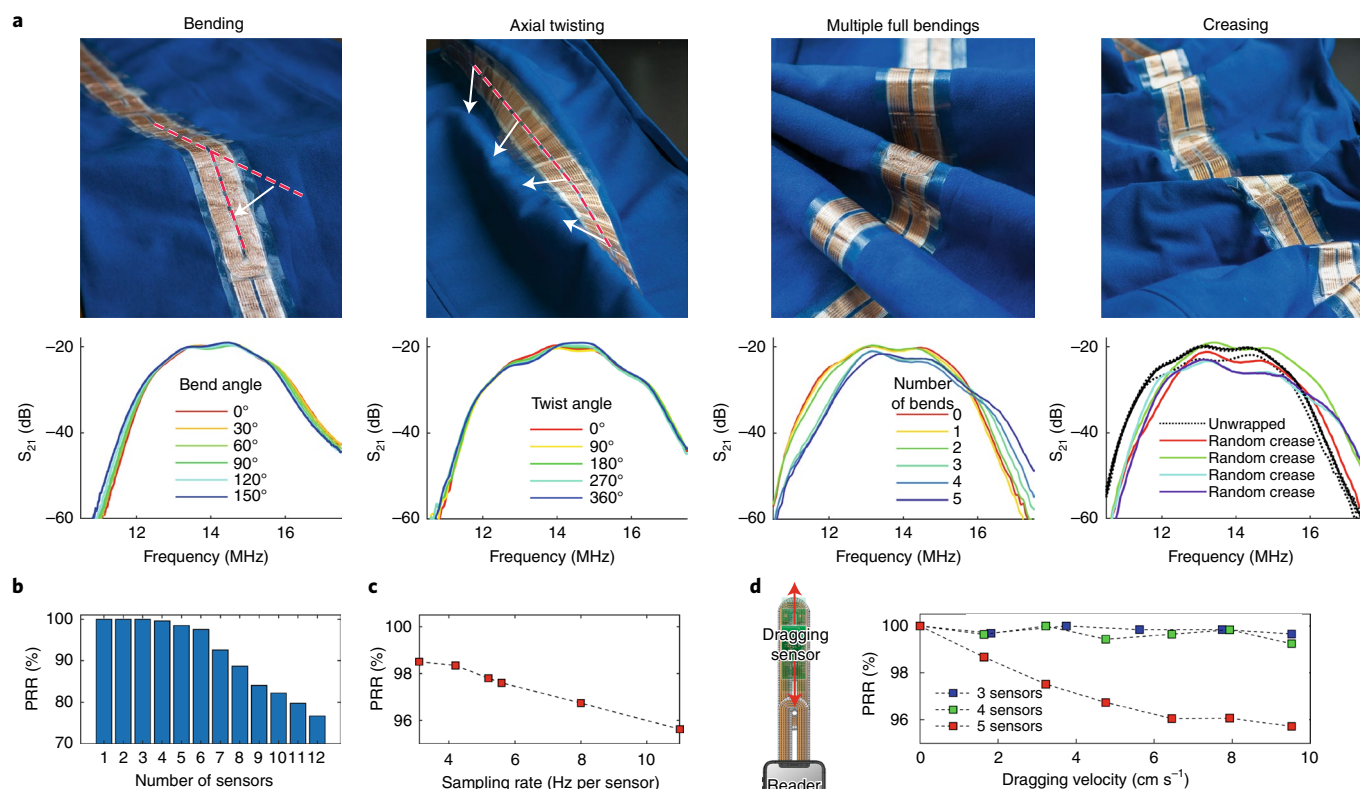 a
Bending
Axial twisting
Multiple full bendings
Creasing
–20
–40
–60
S21 (dB)
Bend angle
0°
30°
60°
90°
120°
150°
12
14
16
Frequency (MHz)
–20
–40
–60
S21 (dB)
Twist angle
0°
90°
180°
270°
360°
12
14
16
Frequency (MHz)
–20
–40
–60
S21 (dB)
Number
of bends
0
1
2
3
4
5
12
14
16
Frequency (MHz)
–20
–40
–60
S21 (dB)
Unwrapped
Random crease
Random crease
Random crease
Random crease
12
14
16
Frequency (MHz)
b
100
90
80
70
PRR (%)
1 2 3 4 5 6 7 8 9 10 11 12
Number of sensors
c
100
98
96
PRR (%)
4 6 8 10
Sampling rate (Hz per sensor)
d
Dragging
sensor
Reader
100
98
96
PRR (%)
3 sensors
4 sensors
5 sensors
0 2 4 6 8 10
Dragging velocity (cm s−1)